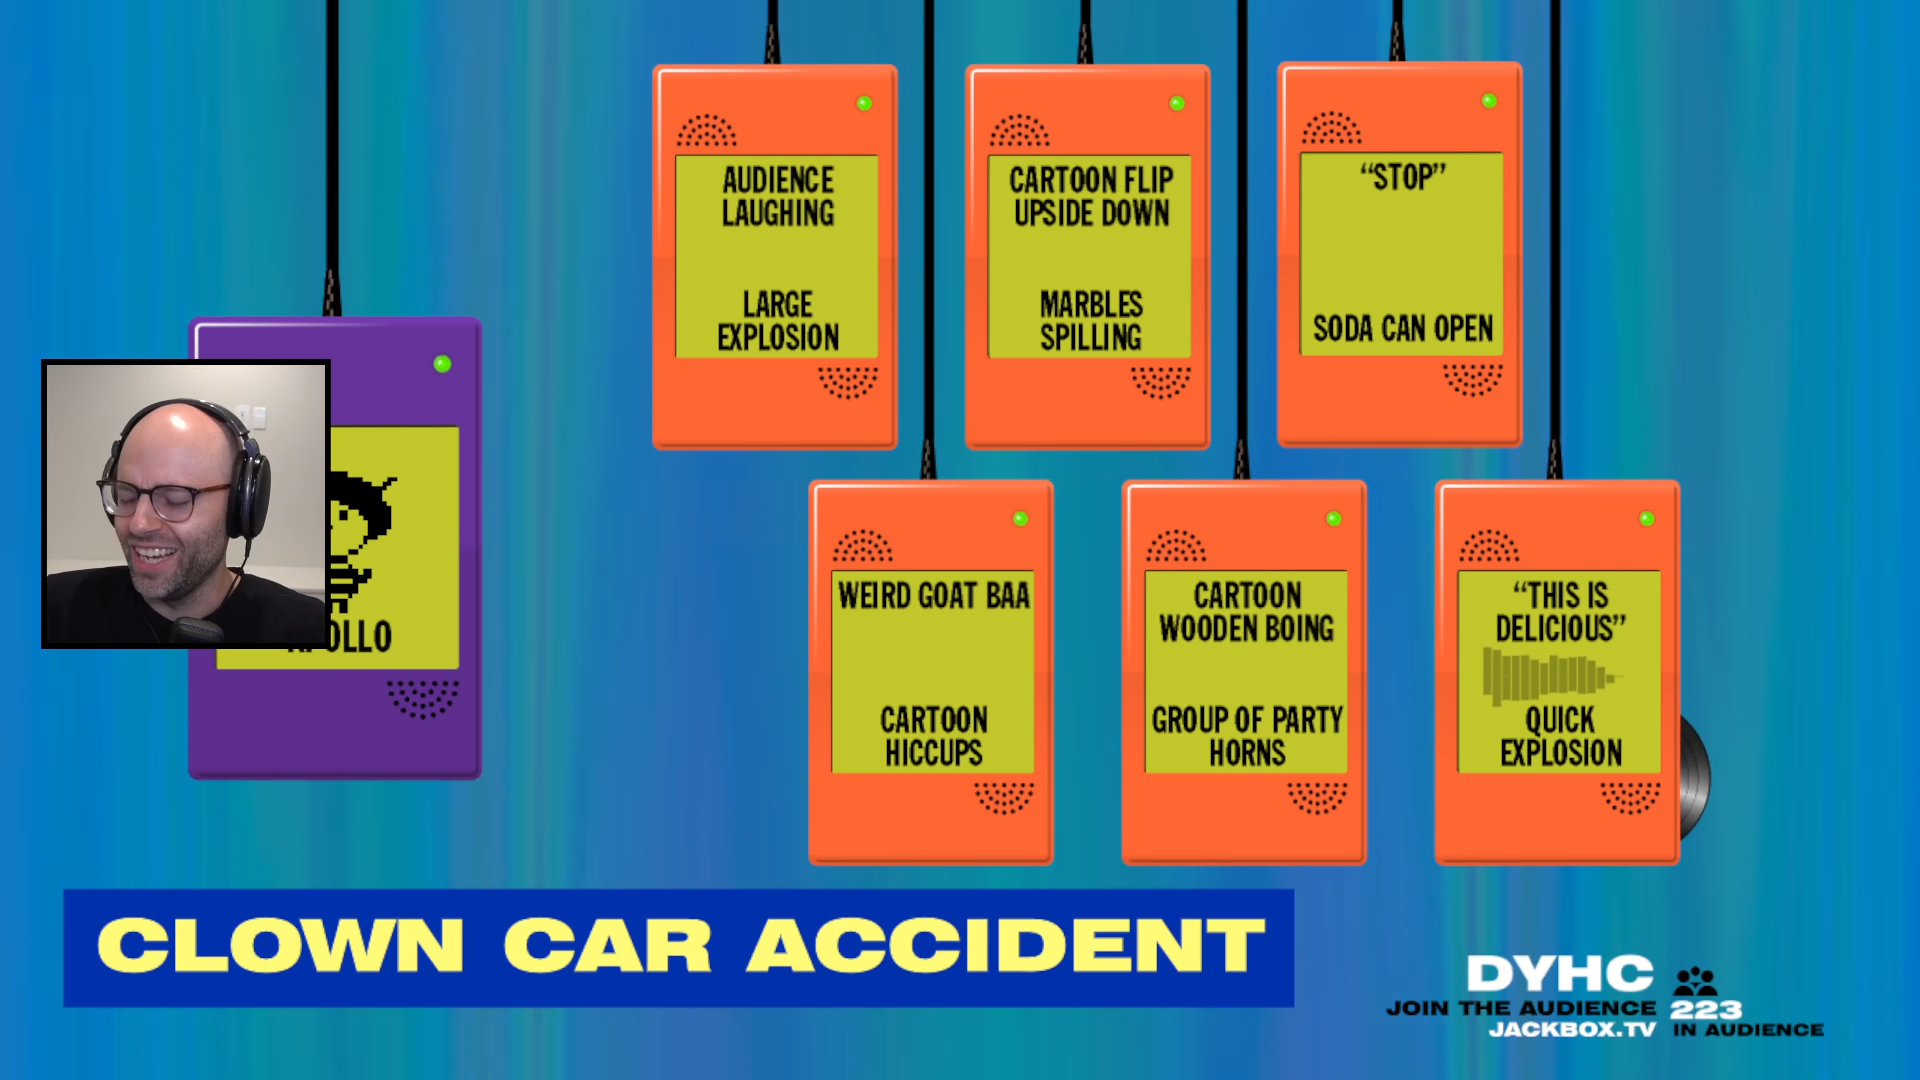 AUDIENCE
LAUGHING
LARGE
EXPLOSION
CARTOON FLIP
UPSIDE DOWN
MARBLES
SPILLING
“STOP”
SODA CAN OPEN
WEIRD GOAT BAA
CARTOON
HICCUPS
CARTOON
WOODEN BOING
GROUP OF PARTY
HORNS
“THIS IS
DELICIOUS”
QUICK
EXPLOSION
CLOWN CAR ACCIDENT
DYHC
JOIN THE AUDIENCE 223
JACKBOX.TV IN AUDIENCE